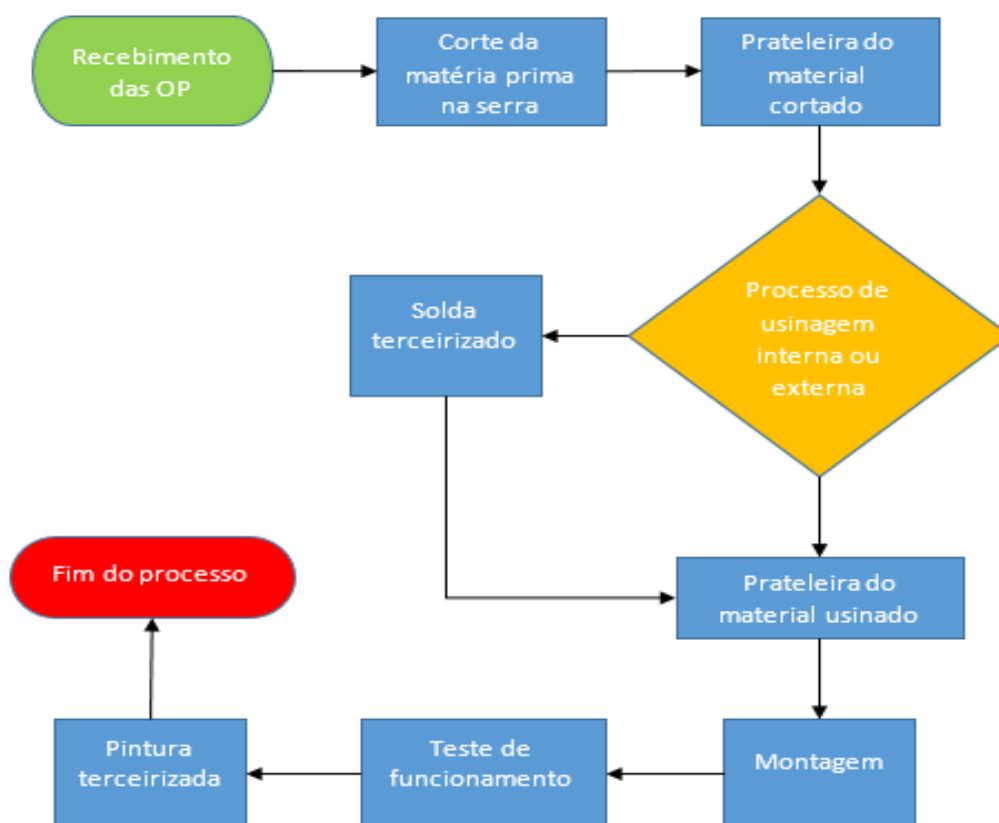 Recebimento
das OP
Corte da
matéria prima
na serra
Prateleira do
material
cortado
Processo de
usinagem
interna ou
externa
Solda
terceirizado
Prateleira do
material usinado
Montagem
Teste de
funcionamento
Pintura
terceirizada
Fim do processo